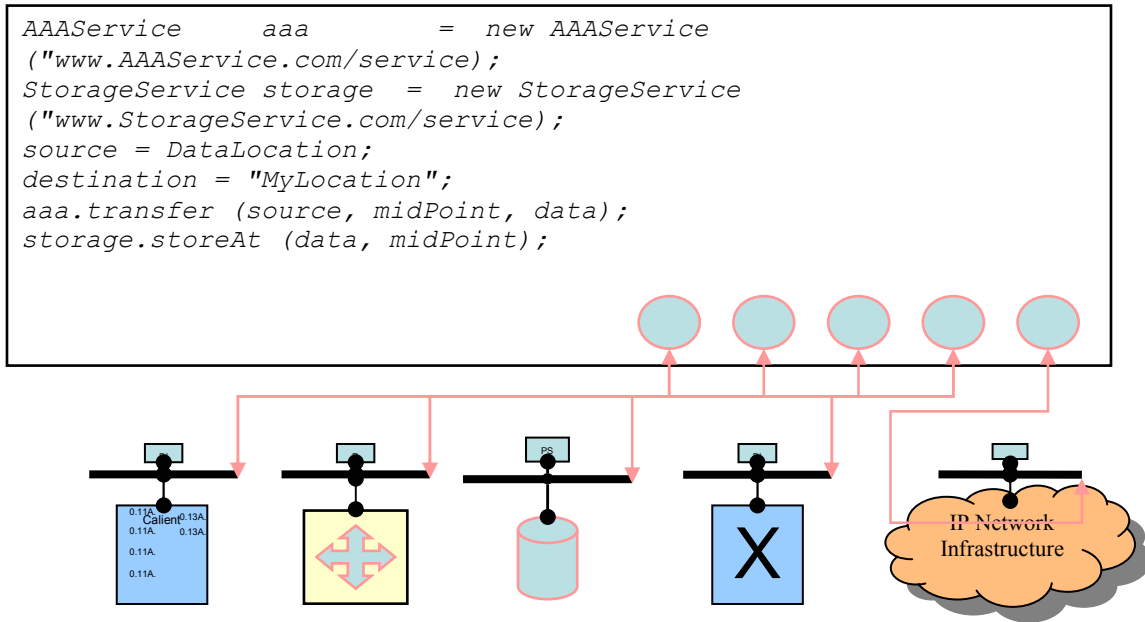 AAAService aaa = new AAAService
("www.AAAService.com/service);
StorageService storage = new StorageService
("www.StorageService.com/service);
source = DataLocation;
destination = "MyLocation";
aaa.transfer (source, midPoint, data);
storage.storeAt (data, midPoint);
PS
0.11A.
Calient
0.13A.
0.11A.
0.13A.
0.11A.
0.11A.
X
IP Network
Infrastructure